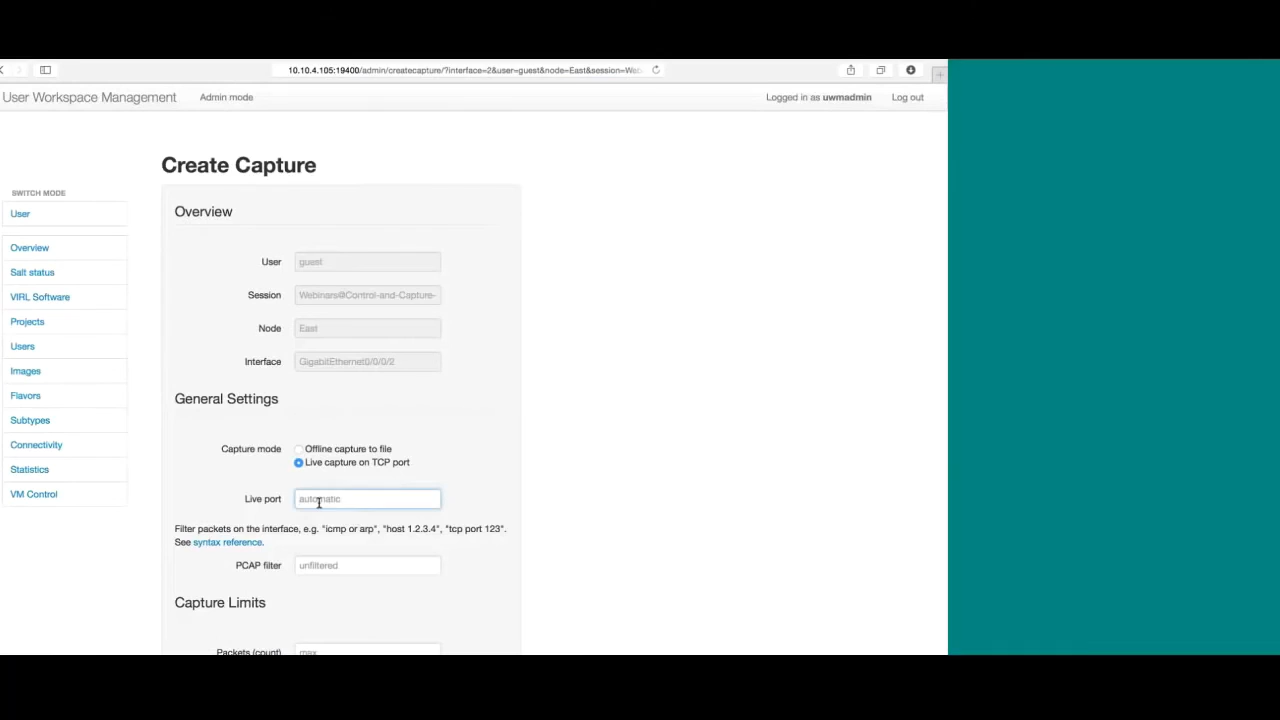 10.10.4.105:19400/admin/createcapture/?interface=2&user=guest&node=East&session=Web
User Workspace Management
Admin mode
Logged in as uwmadmin
Log out
Create Capture
SWITCH MODE
User
Overview
Salt status
VIRL Software
Projects
Users
Images
Flavors
Subtypes
Connectivity
Statistics
VM Control
Overview
User guest
Session Webinars@Control-and-Capture-
Node East
Interface GigabitEthernet0/0/0/2
General Settings
Capture mode Offline capture to file
Live capture on TCP port
Live port automatic
Filter packets on the interface, e.g. "icmp or arp", "host 1.2.3.4", "tcp port 123".
See syntax reference.
PCAP filter unfiltered
Capture Limits
Packets (count) max